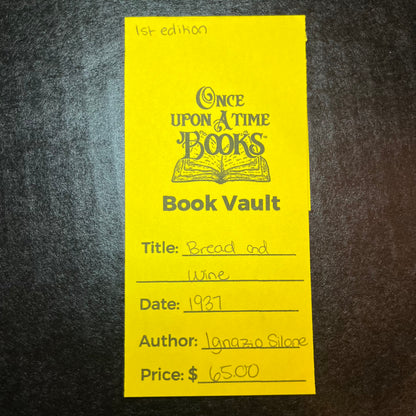 1st edition
ONCE
UPON A TIME
BOOKS
Book Vault
Title: Bread and
Wine
Date: 1937
Author: Ignazio Silone
Price: $ 65.00